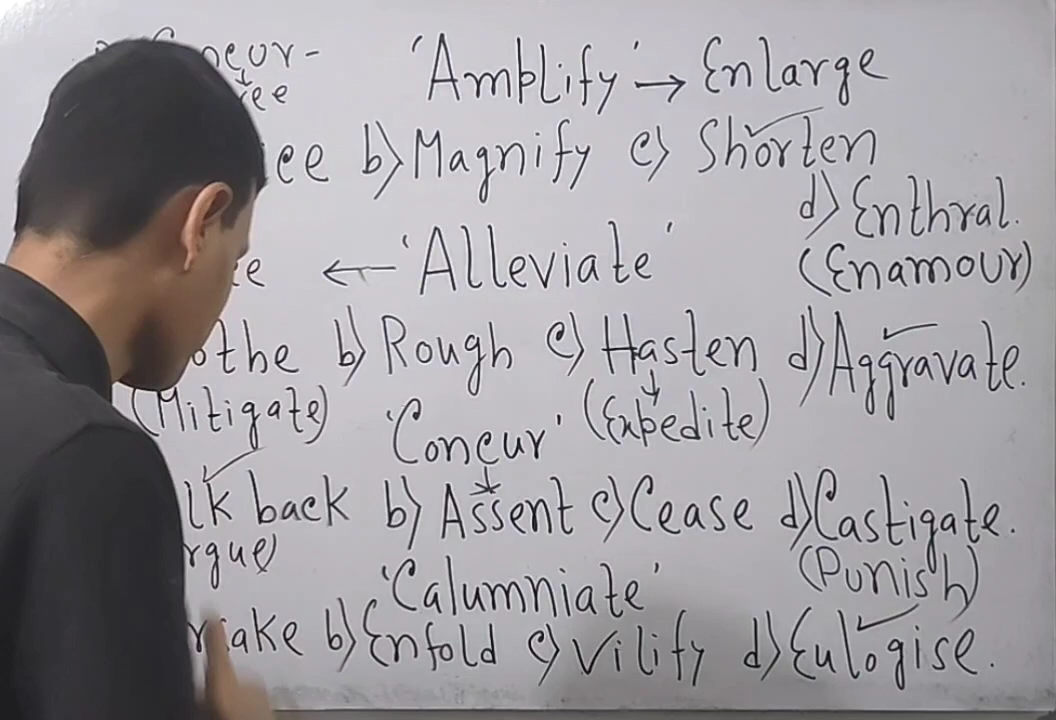 'Amplify' → Enlarge
b) Magnify c) Shorten
d) Enthral.
← 'Alleviate' (Enamour)
b) Rough c) Hasten d) Aggravate.
(Mitigate) 'Concur' (Expedite)
back b) Assent c) Cease d) Castigate.
'Calumniate' (Punish)
b) Enfold c) Vilify d) Eulogise.